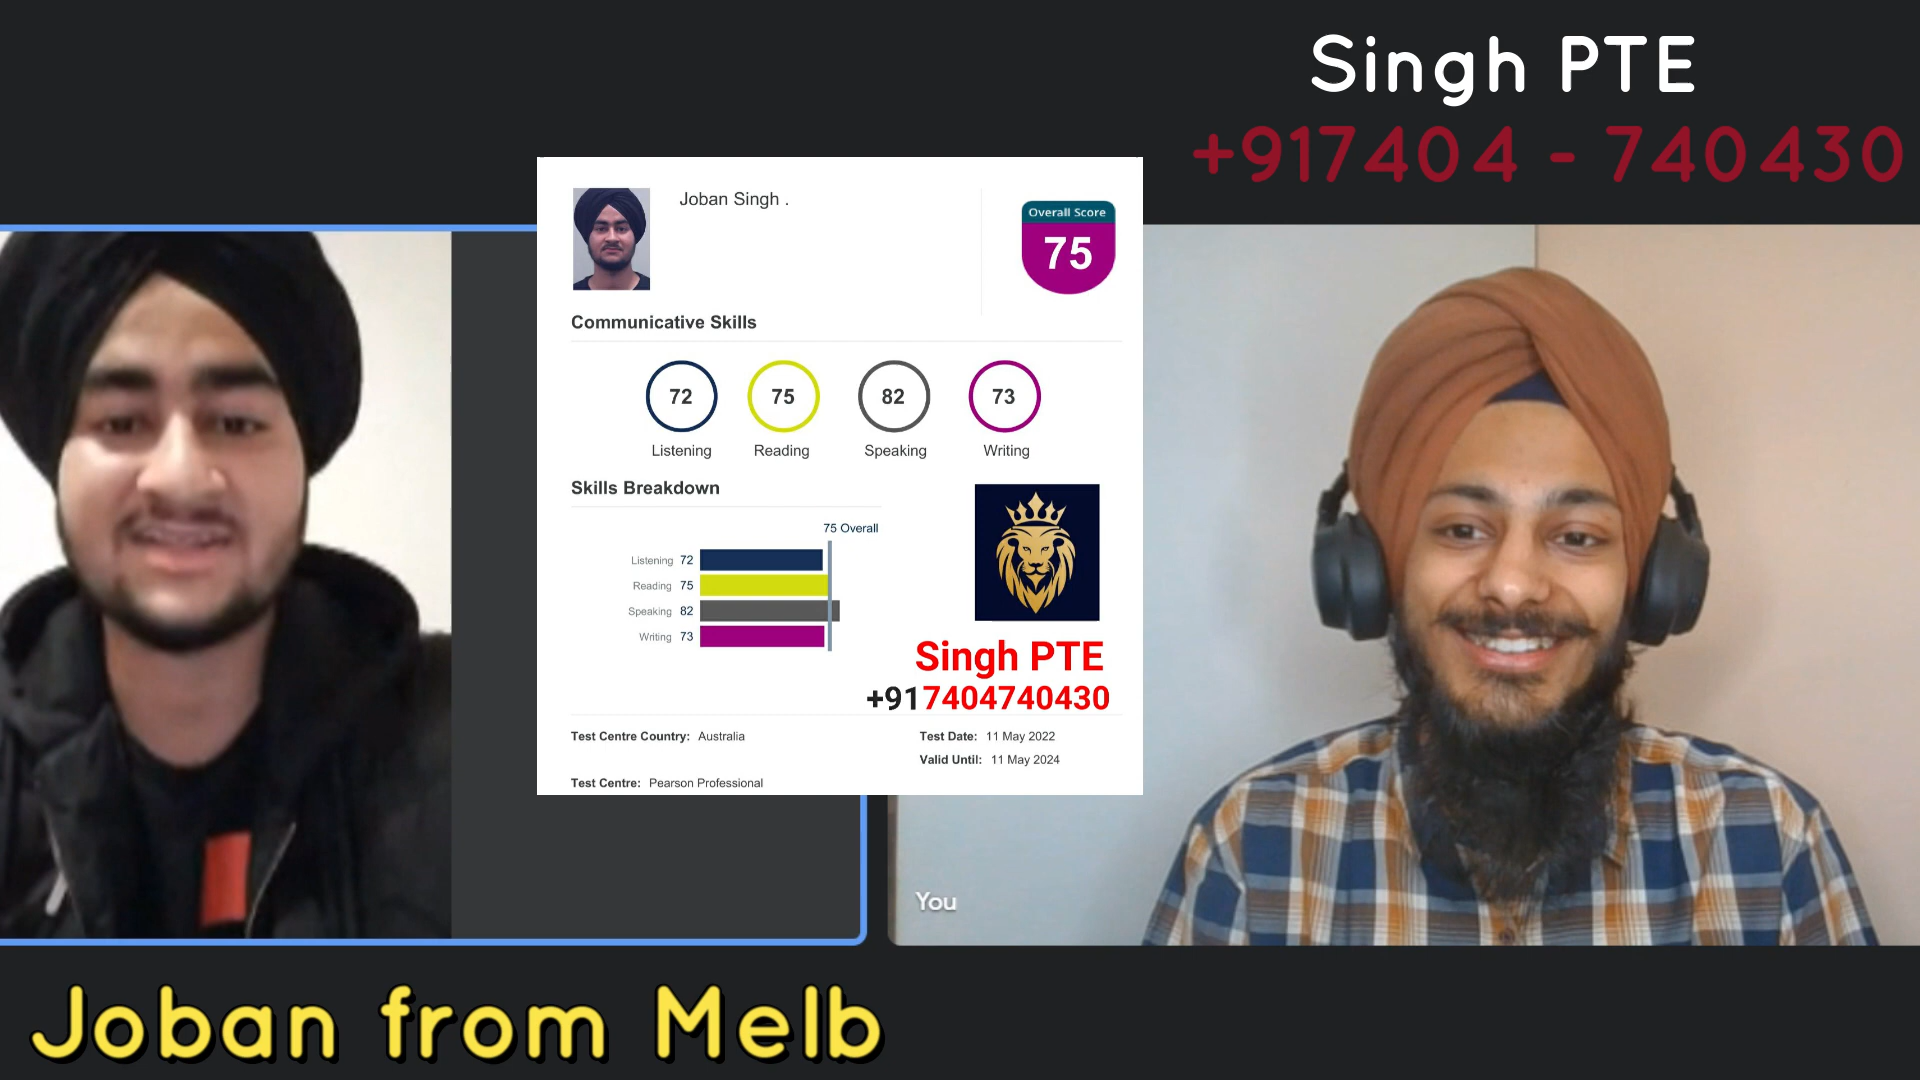 Singh PTE
+917404 - 740430
Joban Singh .
Overall Score
75
Communicative Skills
72
75
82
73
Listening
Reading
Speaking
Writing
Skills Breakdown
75 Overall
Listening 72
Reading 75
Speaking 82
Writing 73
Singh PTE
+917404740430
Test Centre Country: Australia
Test Date: 11 May 2022
Valid Until: 11 May 2024
Test Centre: Pearson Professional
You
Joban from Melb